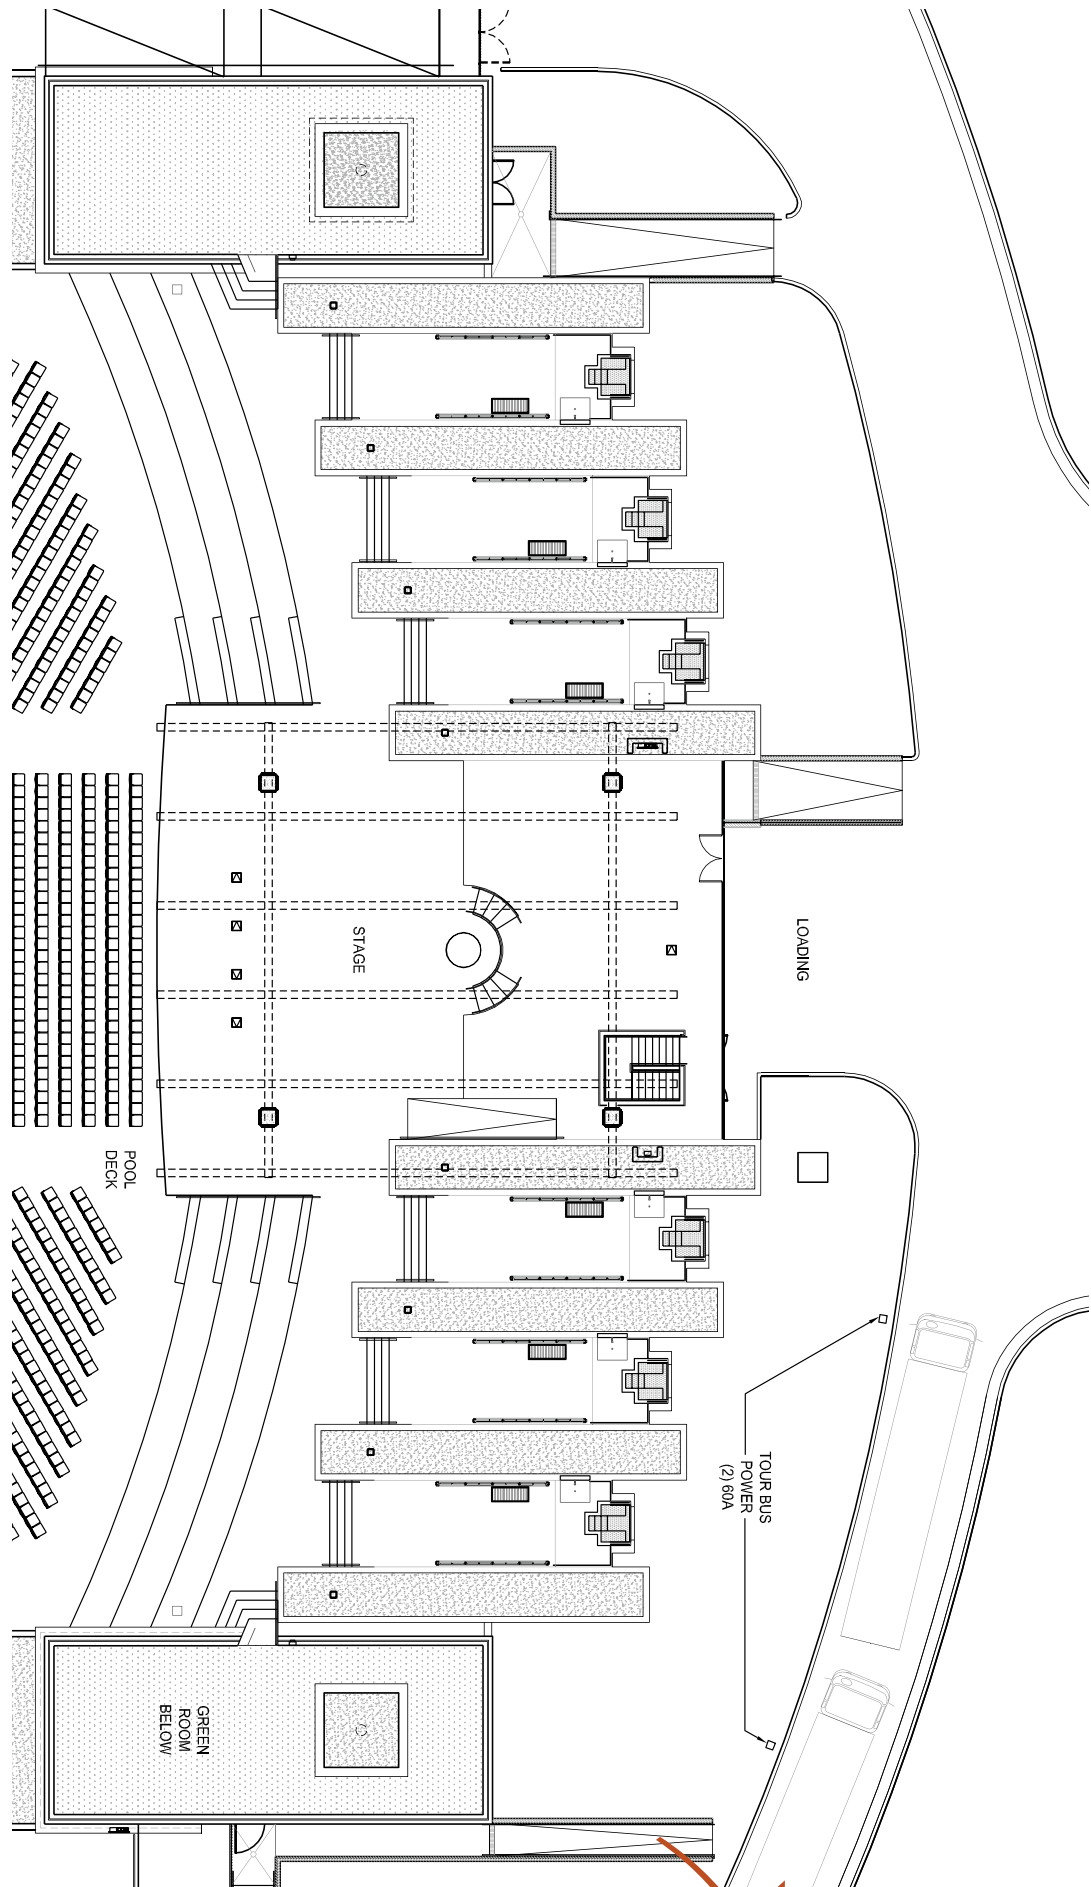 LOADING
STAGE
POOL
DECK
TOUR BUS
POWER
(2) 60A
GREEN
ROOM
BELOW